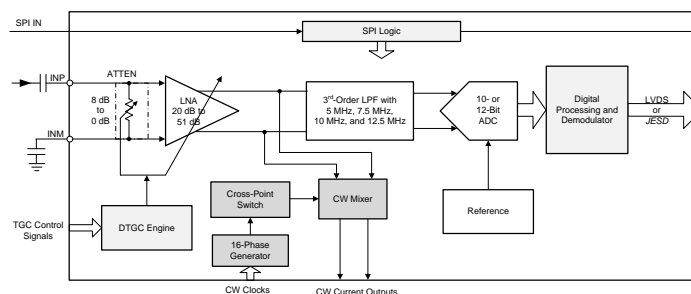 SPI IN
SPI Logic
LNA
INP
ATTEN
8 dB
to
0 dB
LNA
20 dB to
51 dB
3rd-Order LPF with
5 MHz, 7.5 MHz,
10 MHz, and 12.5 MHz
10- or
12-Bit
ADC
Digital
Processing and
Demodulator
LVDS
or
JESD
INM
Cross-Point
Switch
CW Mixer
Reference
TGC Control
Signals
DTGC Engine
16-Phase
Generator
CW Clocks
CW Current Outputs